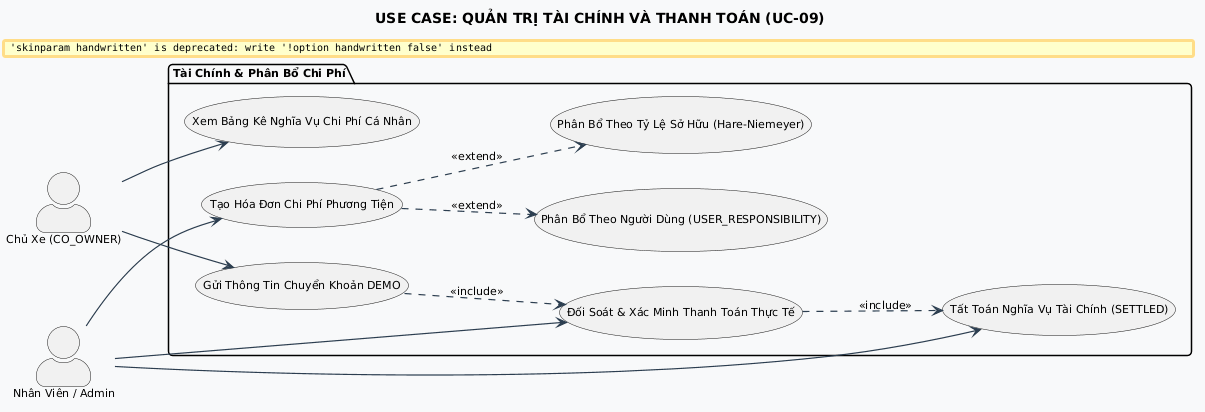 USE CASE: QUẢN TRỊ TÀI CHÍNH VÀ THANH TOÁN (UC-09)
'skinparam handwritten' is deprecated: write '!option handwritten false' instead
Tài Chính & Phân Bổ Chi Phí
Xem Bảng Kê Nghĩa Vụ Chi Phí Cá Nhân
Phân Bổ Theo Tỷ Lệ Sở Hữu (Hare-Niemeyer)
«extend»
Tạo Hóa Đơn Chi Phí Phương Tiện
«extend»
Phân Bổ Theo Người Dùng (USER_RESPONSIBILITY)
Chủ Xe (CO_OWNER)
Gửi Thông Tin Chuyển Khoản DEMO
«include»
Đối Soát & Xác Minh Thanh Toán Thực Tế
«include»
Tất Toán Nghĩa Vụ Tài Chính (SETTLED)
Nhân Viên / Admin